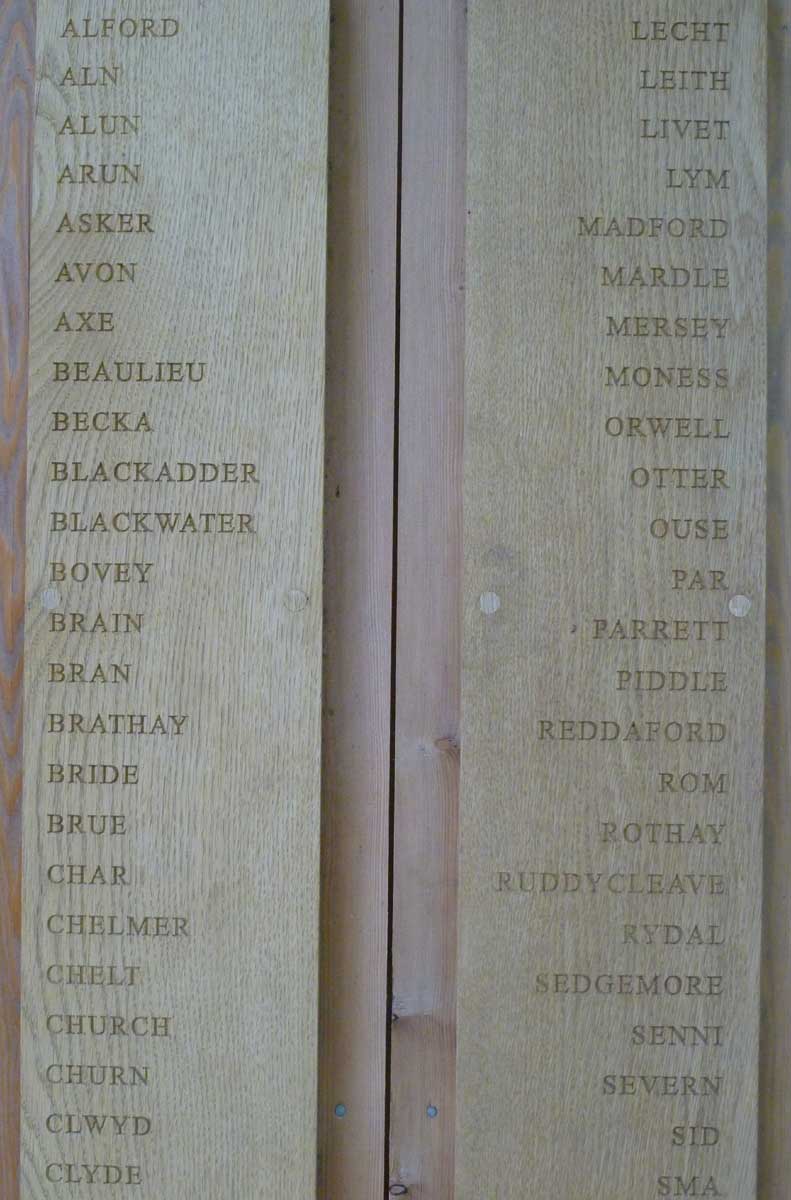 ALFORD
ALN
ALUN
ARUN
ASKER
AVON
AXE
BEAULIEU
BECKA
BLACKADDER
BLACKWATER
BOVEY
BRAIN
BRAN
BRATHAY
BRIDE
BRUE
CHAR
CHELMER
CHELT
CHURCH
CHURN
CLWYD
CLYDE
LECHT
LEITH
LIVET
LYM
MADFORD
MARDLE
MERSEY
MONESS
ORWELL
OTTER
OUSE
PAR
PARRETT
PIDDLE
REDDAFORD
ROM
ROTHAY
RUDDYCLEAVE
RYDAL
SEDGEMORE
SENNI
SEVERN
SID
SMA